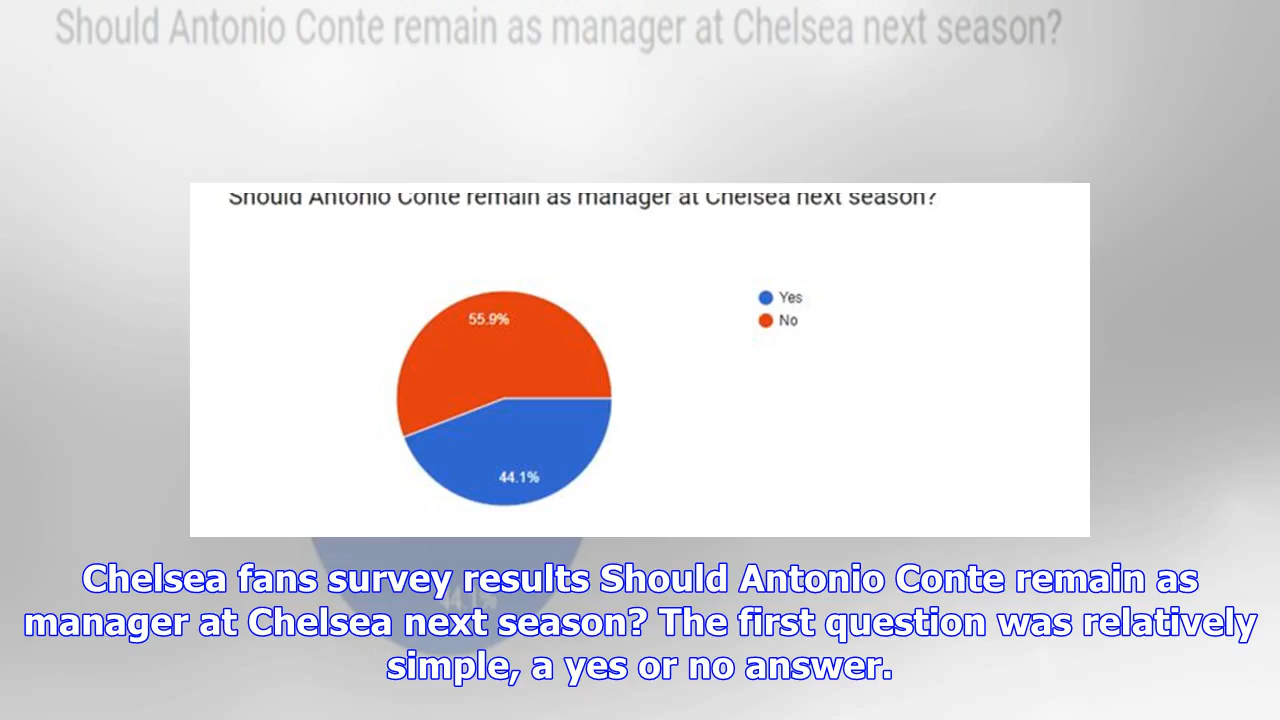 Should Antonio Conte remain as manager at Chelsea next season?
Should Antonio Conte remain as manager at Chelsea next season?
Yes
No
55.9%
44.1%
Chelsea fans survey results Should Antonio Conte remain as
manager at Chelsea next season? The first question was relatively
simple, a yes or no answer.